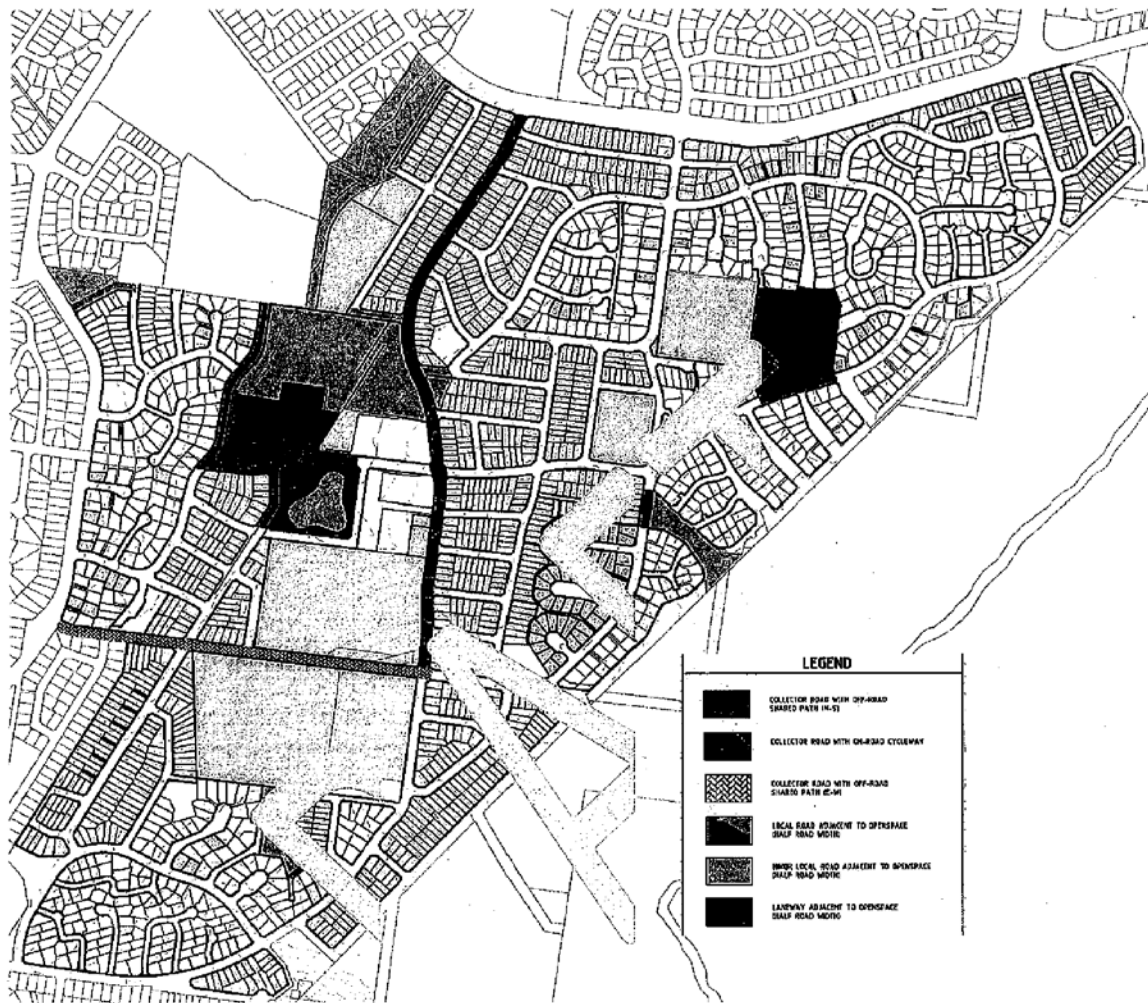 LEGEND
COLLECTOR ROAD WITH OFF-ROAD
SHARED PATH (N-S)
COLLECTOR ROAD WITH ON-ROAD CYCLEWAY
COLLECTOR ROAD WITH OFF-ROAD
SHARED PATH (E-W)
LOCAL ROAD ADJACENT TO OPENSPACE
(HALF ROAD WIDTH)
MINOR LOCAL ROAD ADJACENT TO OPENSPACE
(HALF ROAD WIDTH)
LANEWAY ADJACENT TO OPENSPACE
(HALF ROAD WIDTH)